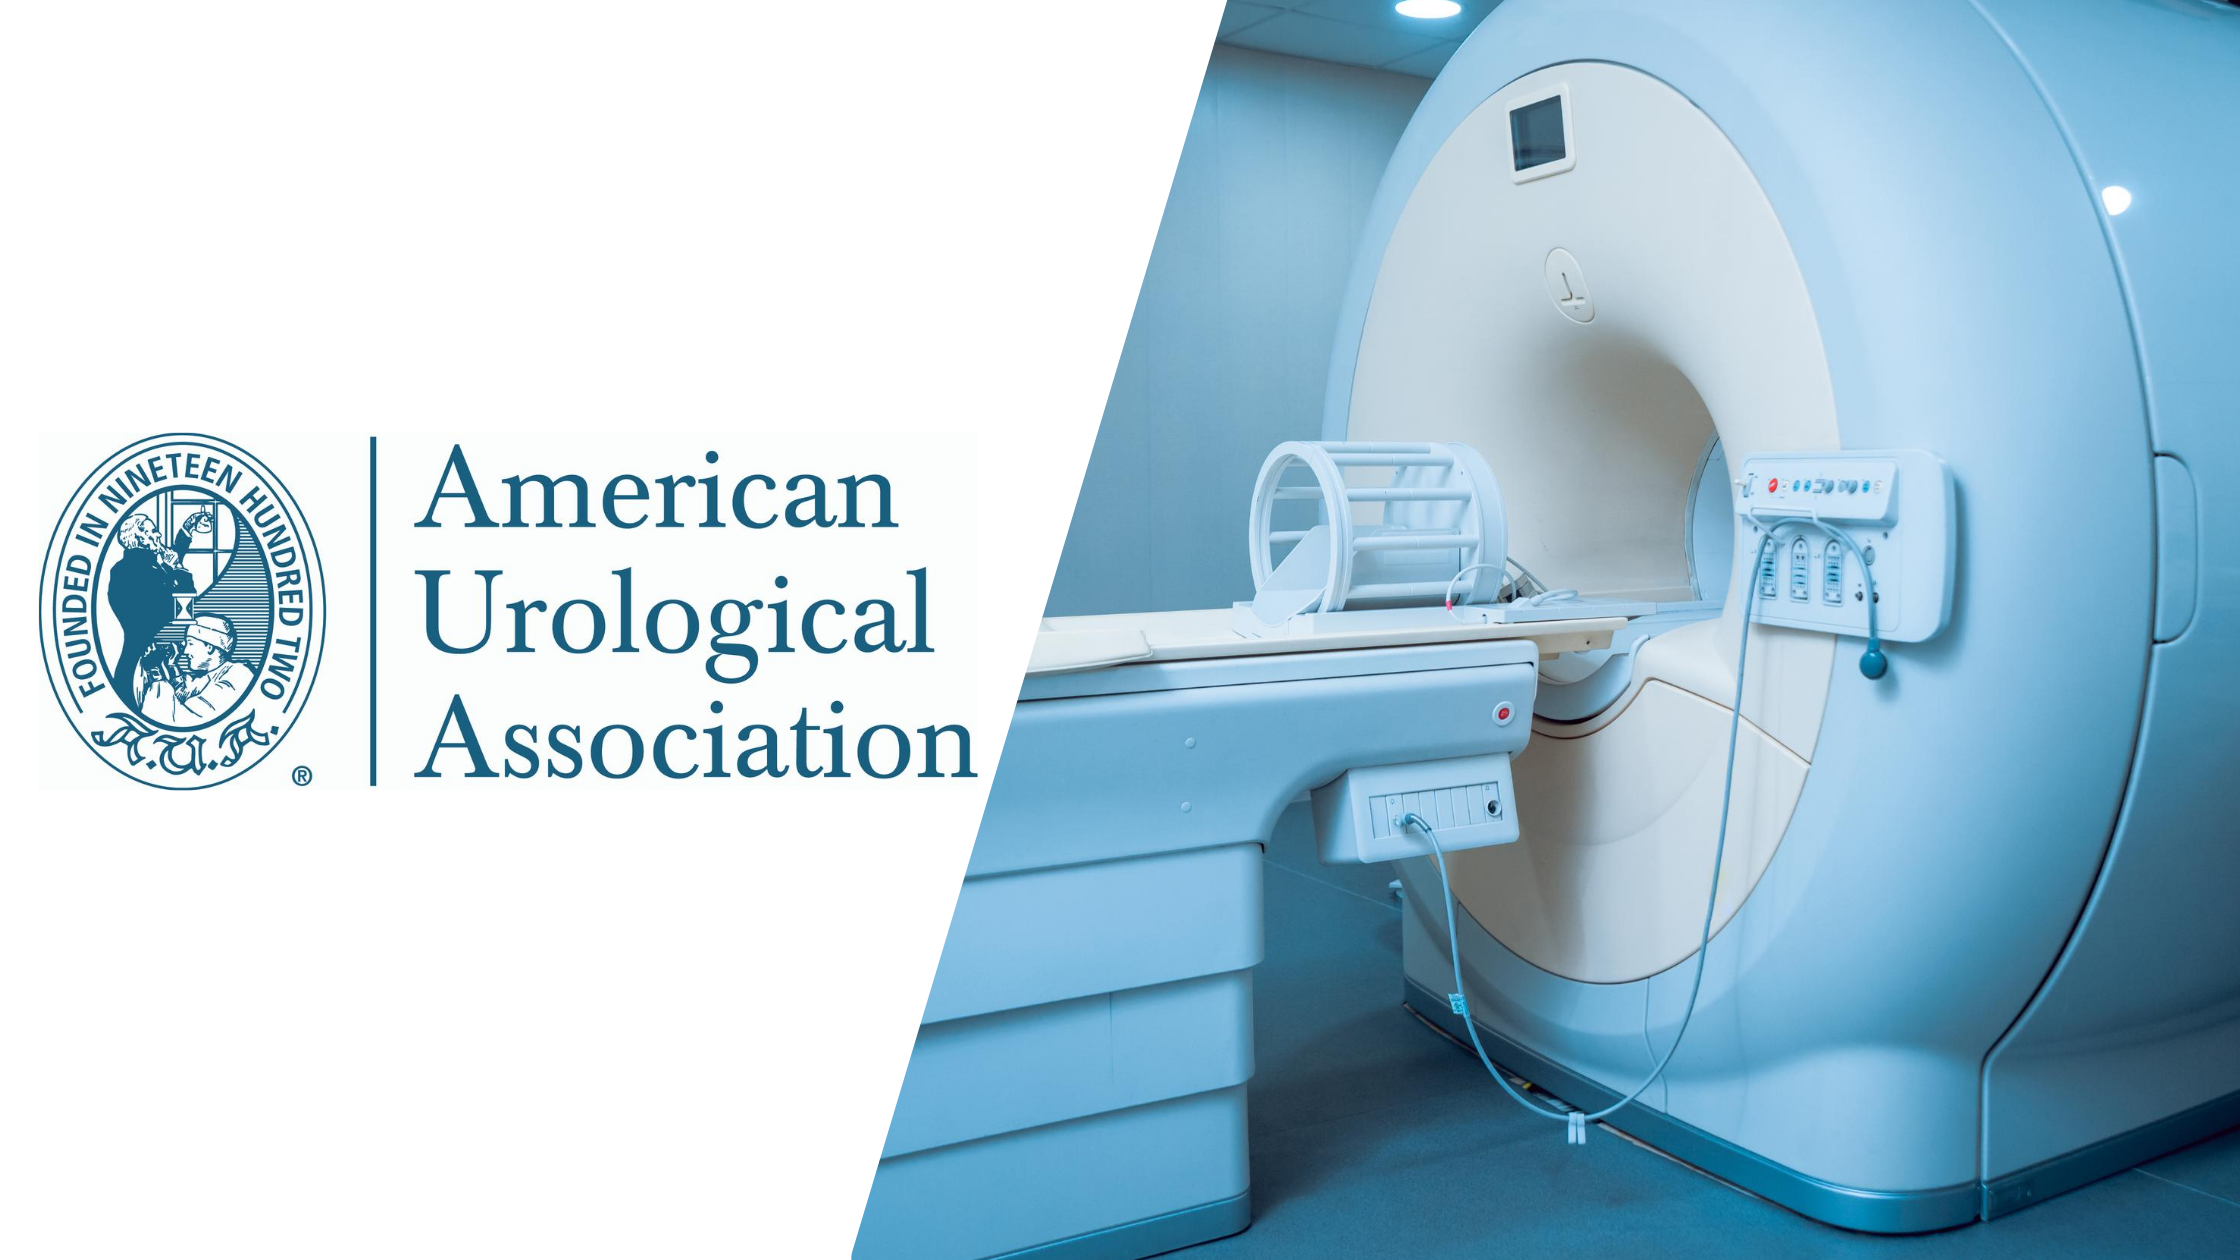 FOUNDED IN NINETEEN HUNDRED TWO
A.U.A.
®
American
Urological
Association